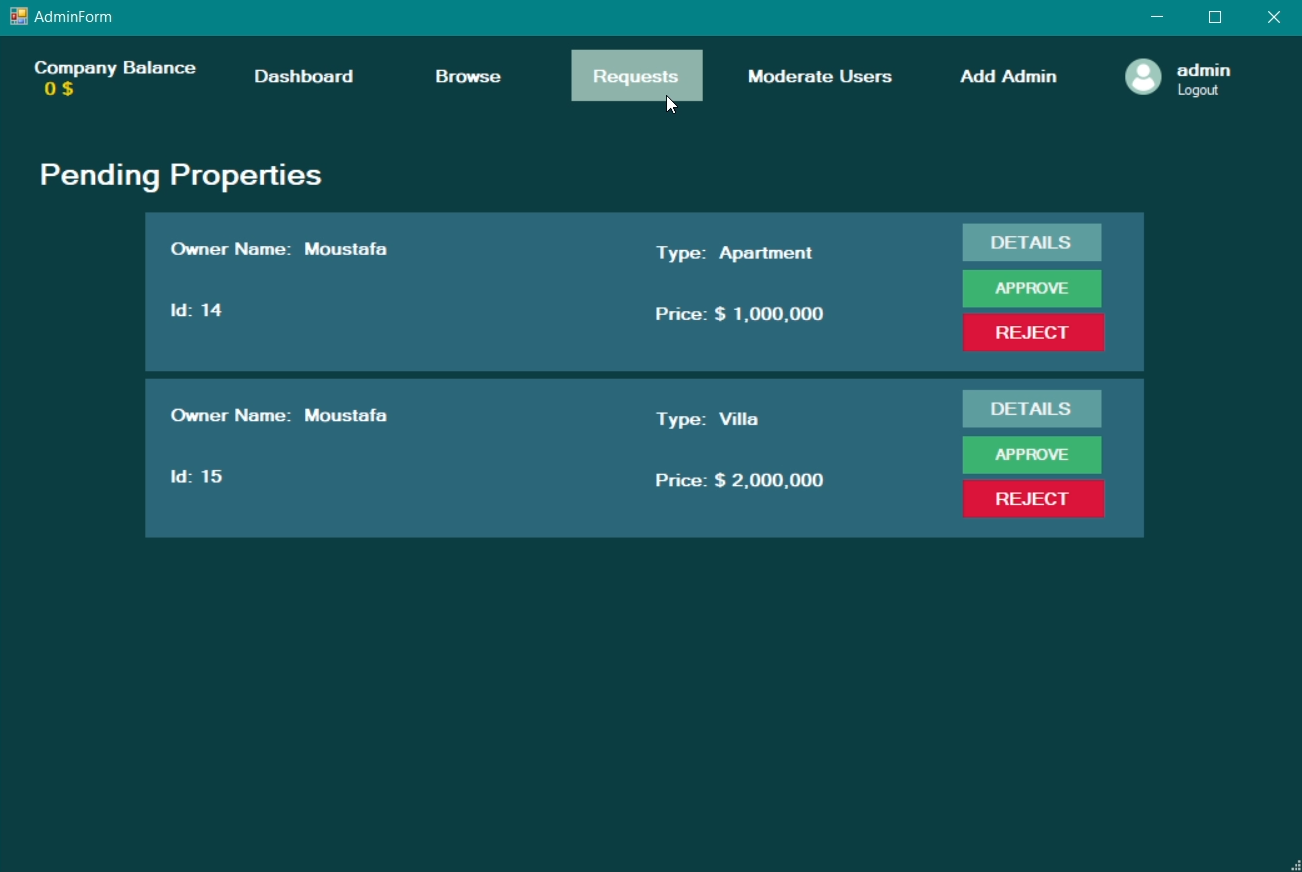 AdminForm
Company Balance
0 $
Dashboard
Browse
Requests
Moderate Users
Add Admin
admin
Logout
Pending Properties
Owner Name: Moustafa
Type: Apartment
DETAILS
APPROVE
Id: 14
Price: $ 1,000,000
REJECT
Owner Name: Moustafa
Type: Villa
DETAILS
APPROVE
Id: 15
Price: $ 2,000,000
REJECT